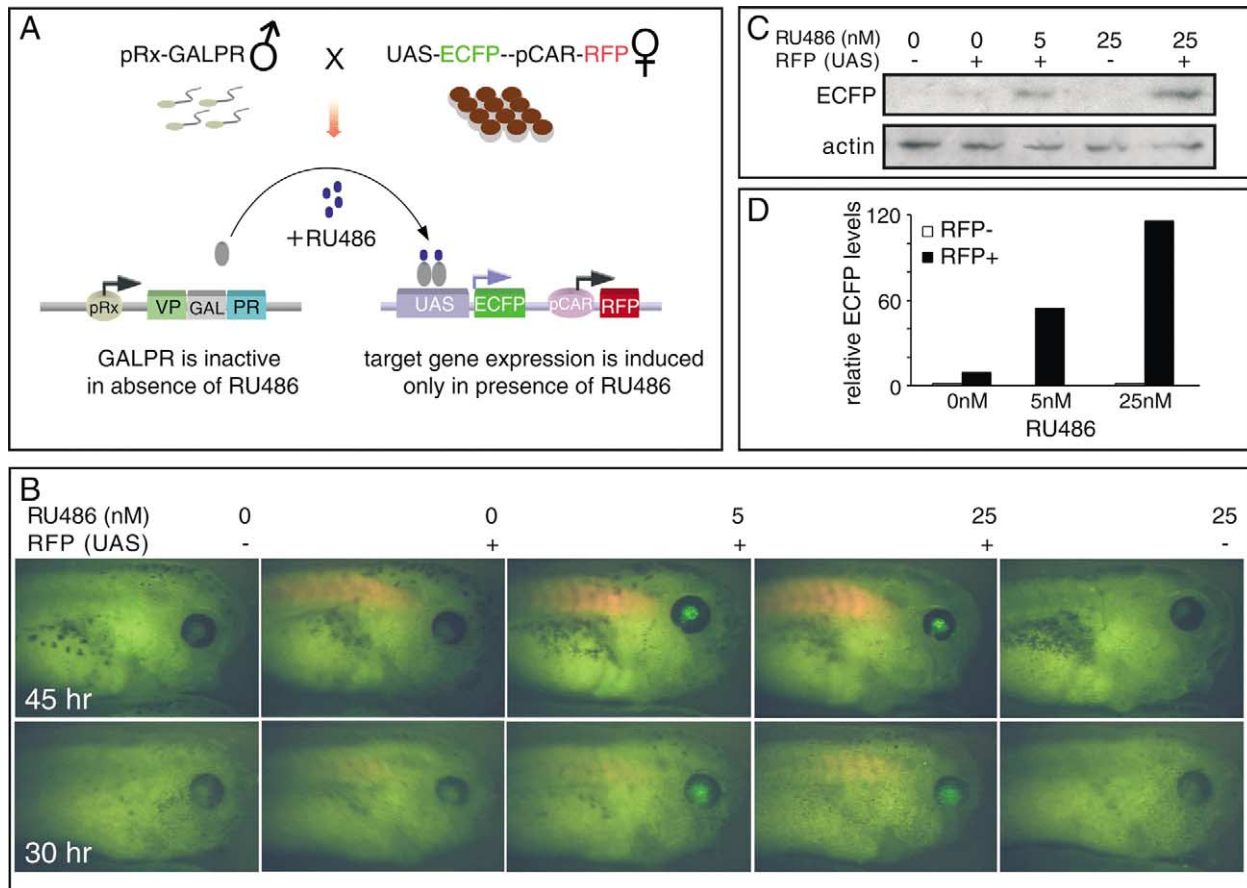 A
pRx-GALPR♂ X UAS-ECFP--pCAR-RFP♀
+RU486
pRx VP GAL PR UAS ECFP pCAR RFP
GALPR is inactive
in absence of RU486
target gene expression is induced
only in presence of RU486
C
RU486 (nM) 0 0 5 25 25
RFP (UAS) - + + - +
ECFP
actin
D
120
60
0
relative ECFP levels
RFP-
RFP+
0nM 5nM 25nM
RU486
B
RU486 (nM) 0 0 5 25 25
RFP (UAS) - + + + -
45 hr
30 hr